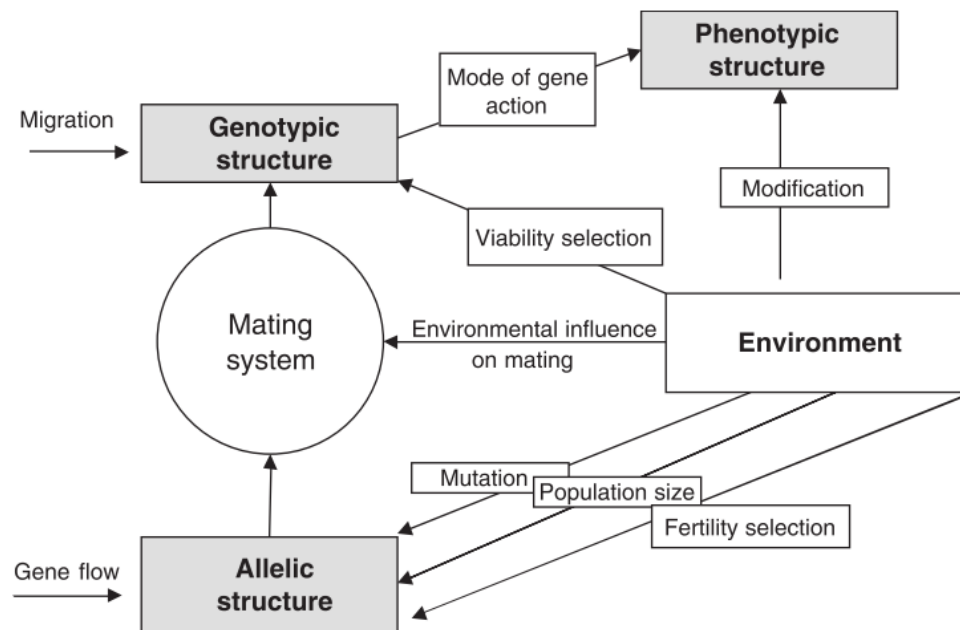 Phenotypic
structure
Mode of gene
action
Migration
Genotypic
structure
Modification
Viability selection
Mating
system
Environmental influence
on mating
Environment
Mutation
Population size
Fertility selection
Gene flow
Allelic
structure